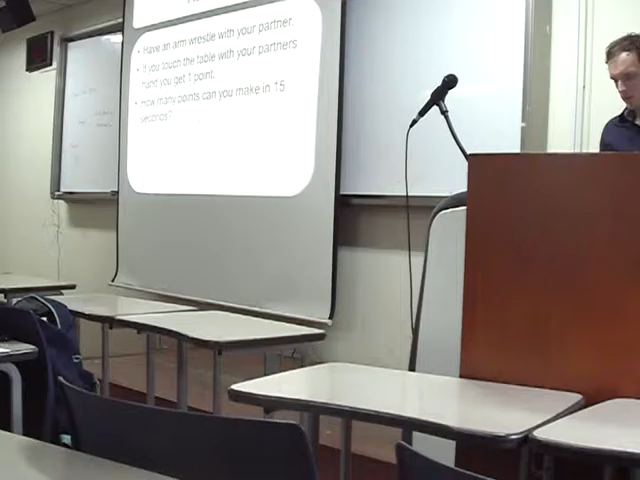 • Have an arm wrestle with your partner.
• If you touch the table with your partners
hand you get 1 point.
• How many points can you make in 15
seconds?